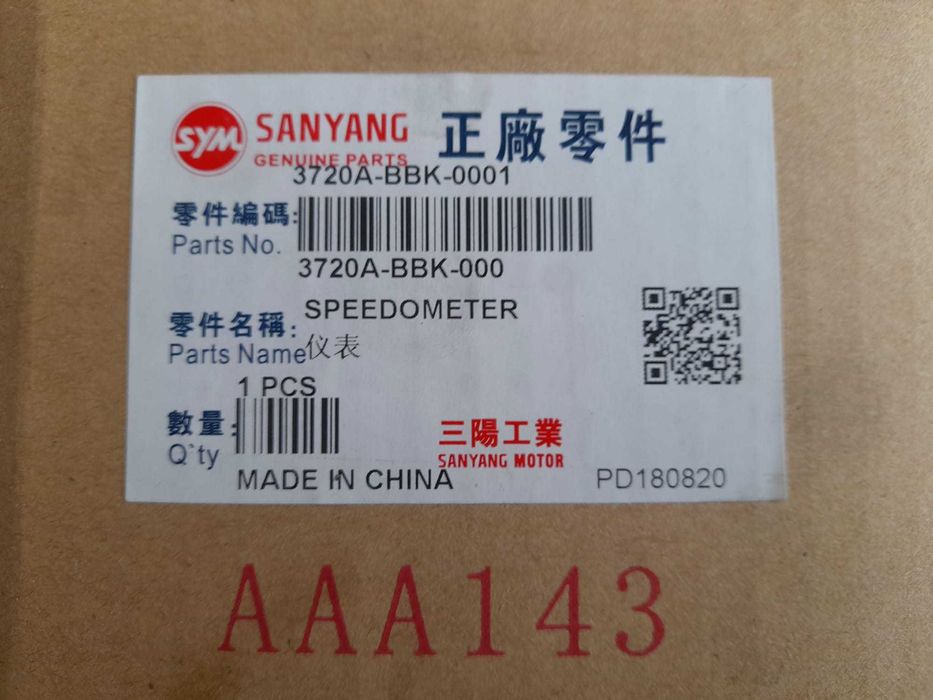 SYM SANYANG 正廠零件
GENUINE PARTS
3720A-BBK-0001
零件編碼:
Parts No.
3720A-BBK-000
SPEEDOMETER
零件名稱:
Parts Name 仪表
1 PCS
數量:
Q`ty
三陽工業
SANYANG MOTOR
MADE IN CHINA
PD180820
AAA143